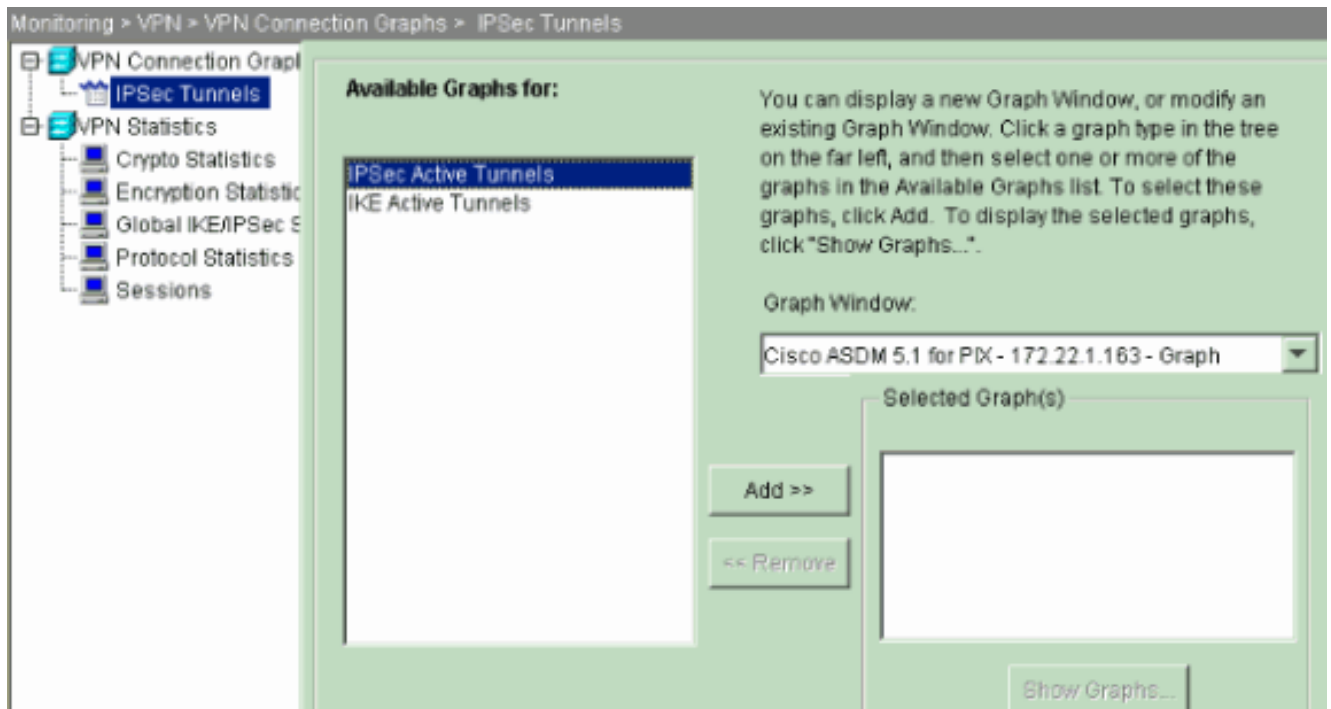 Monitoring > VPN > VPN Connection Graphs > IPSec Tunnels
VPN Connection Grapl
IPSec Tunnels
VPN Statistics
Crypto Statistics
Encryption Statistic
Global IKE/IPSec S
Protocol Statistics
Sessions
Available Graphs for:
IPSec Active Tunnels
IKE Active Tunnels
You can display a new Graph Window, or modify an
existing Graph Window. Click a graph type in the tree
on the far left, and then select one or more of the
graphs in the Available Graphs list. To select these
graphs, click Add. To display the selected graphs,
click "Show Graphs...".
Graph Window:
Cisco ASDM 5.1 for PIX - 172.22.1.163 - Graph
Selected Graph(s)
Add >>
<< Remove
Show Graphs...